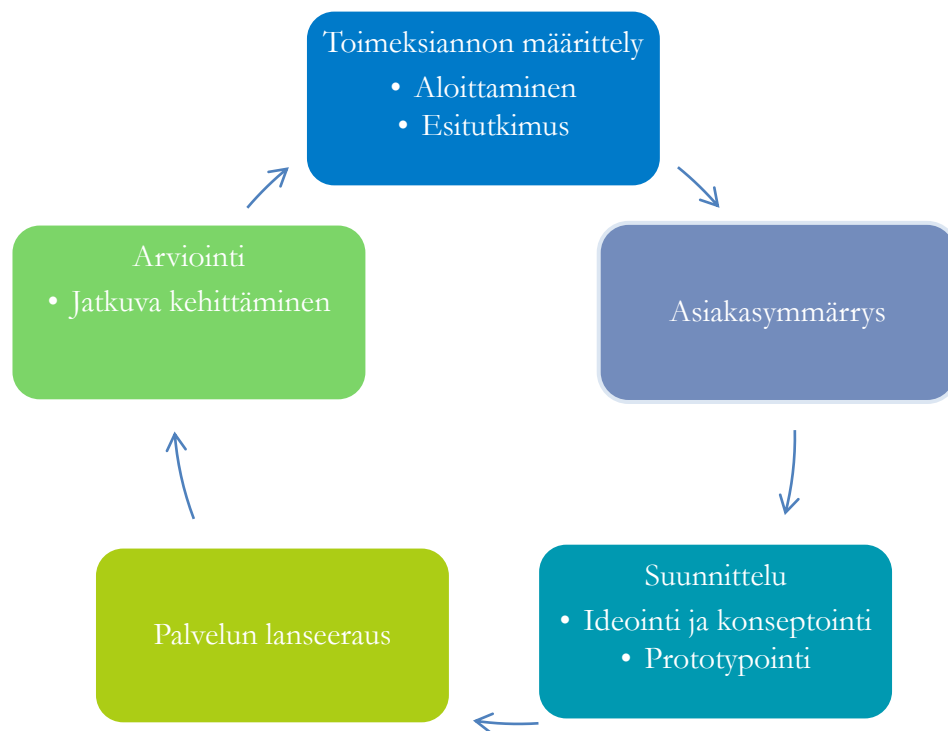 Toimeksiannon määrittely
• Aloittaminen
• Esitutkimus
Asiakasymmärrys
Suunnittelu
• Ideointi ja konseptointi
• Prototypointi
Palvelun lanseeraus
Arviointi
• Jatkuva kehittäminen